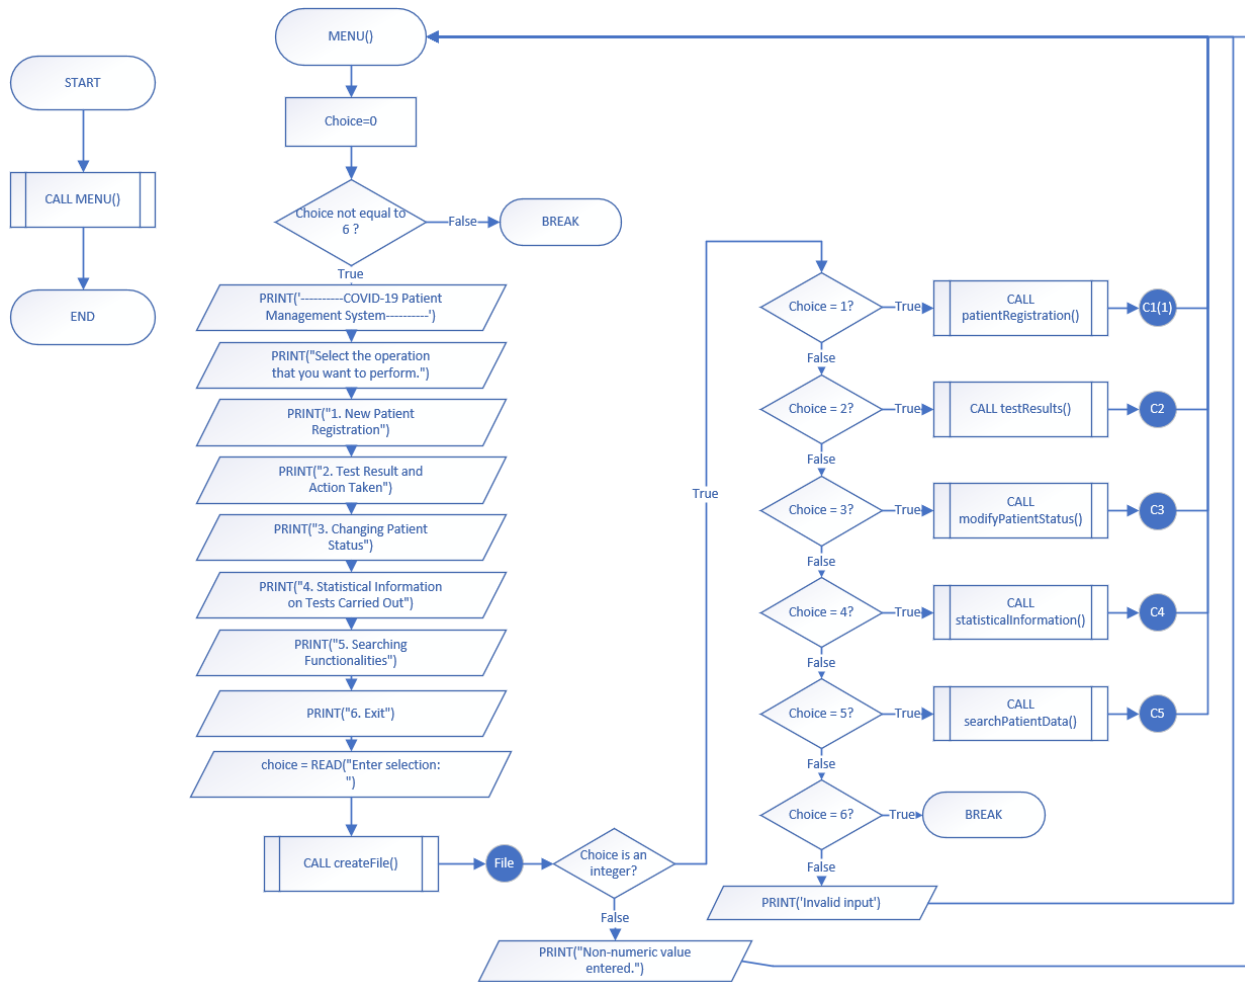 START
CALL MENU()
END
MENU()
Choice=0
Choice not equal to
6 ?
False
BREAK
True
PRINT('----------COVID-19 Patient
Management System----------')
PRINT("Select the operation
that you want to perform.")
PRINT("1. New Patient
Registration")
PRINT("2. Test Result and
Action Taken")
PRINT("3. Changing Patient
Status")
PRINT("4. Statistical Information
on Tests Carried Out")
PRINT("5. Searching
Functionalities")
PRINT("6. Exit")
choice = READ("Enter selection:
")
CALL createFile()
File
Choice is an
integer?
False
PRINT("Non-numeric value
entered.")
True
Choice = 1?
True
CALL
patientRegistration()
C1(1)
False
Choice = 2?
True
CALL testResults()
C2
False
Choice = 3?
True
CALL
modifyPatientStatus()
C3
False
Choice = 4?
True
CALL
statisticalInformation()
C4
False
Choice = 5?
True
CALL
searchPatientData()
C5
False
Choice = 6?
True
BREAK
False
PRINT('Invalid input')